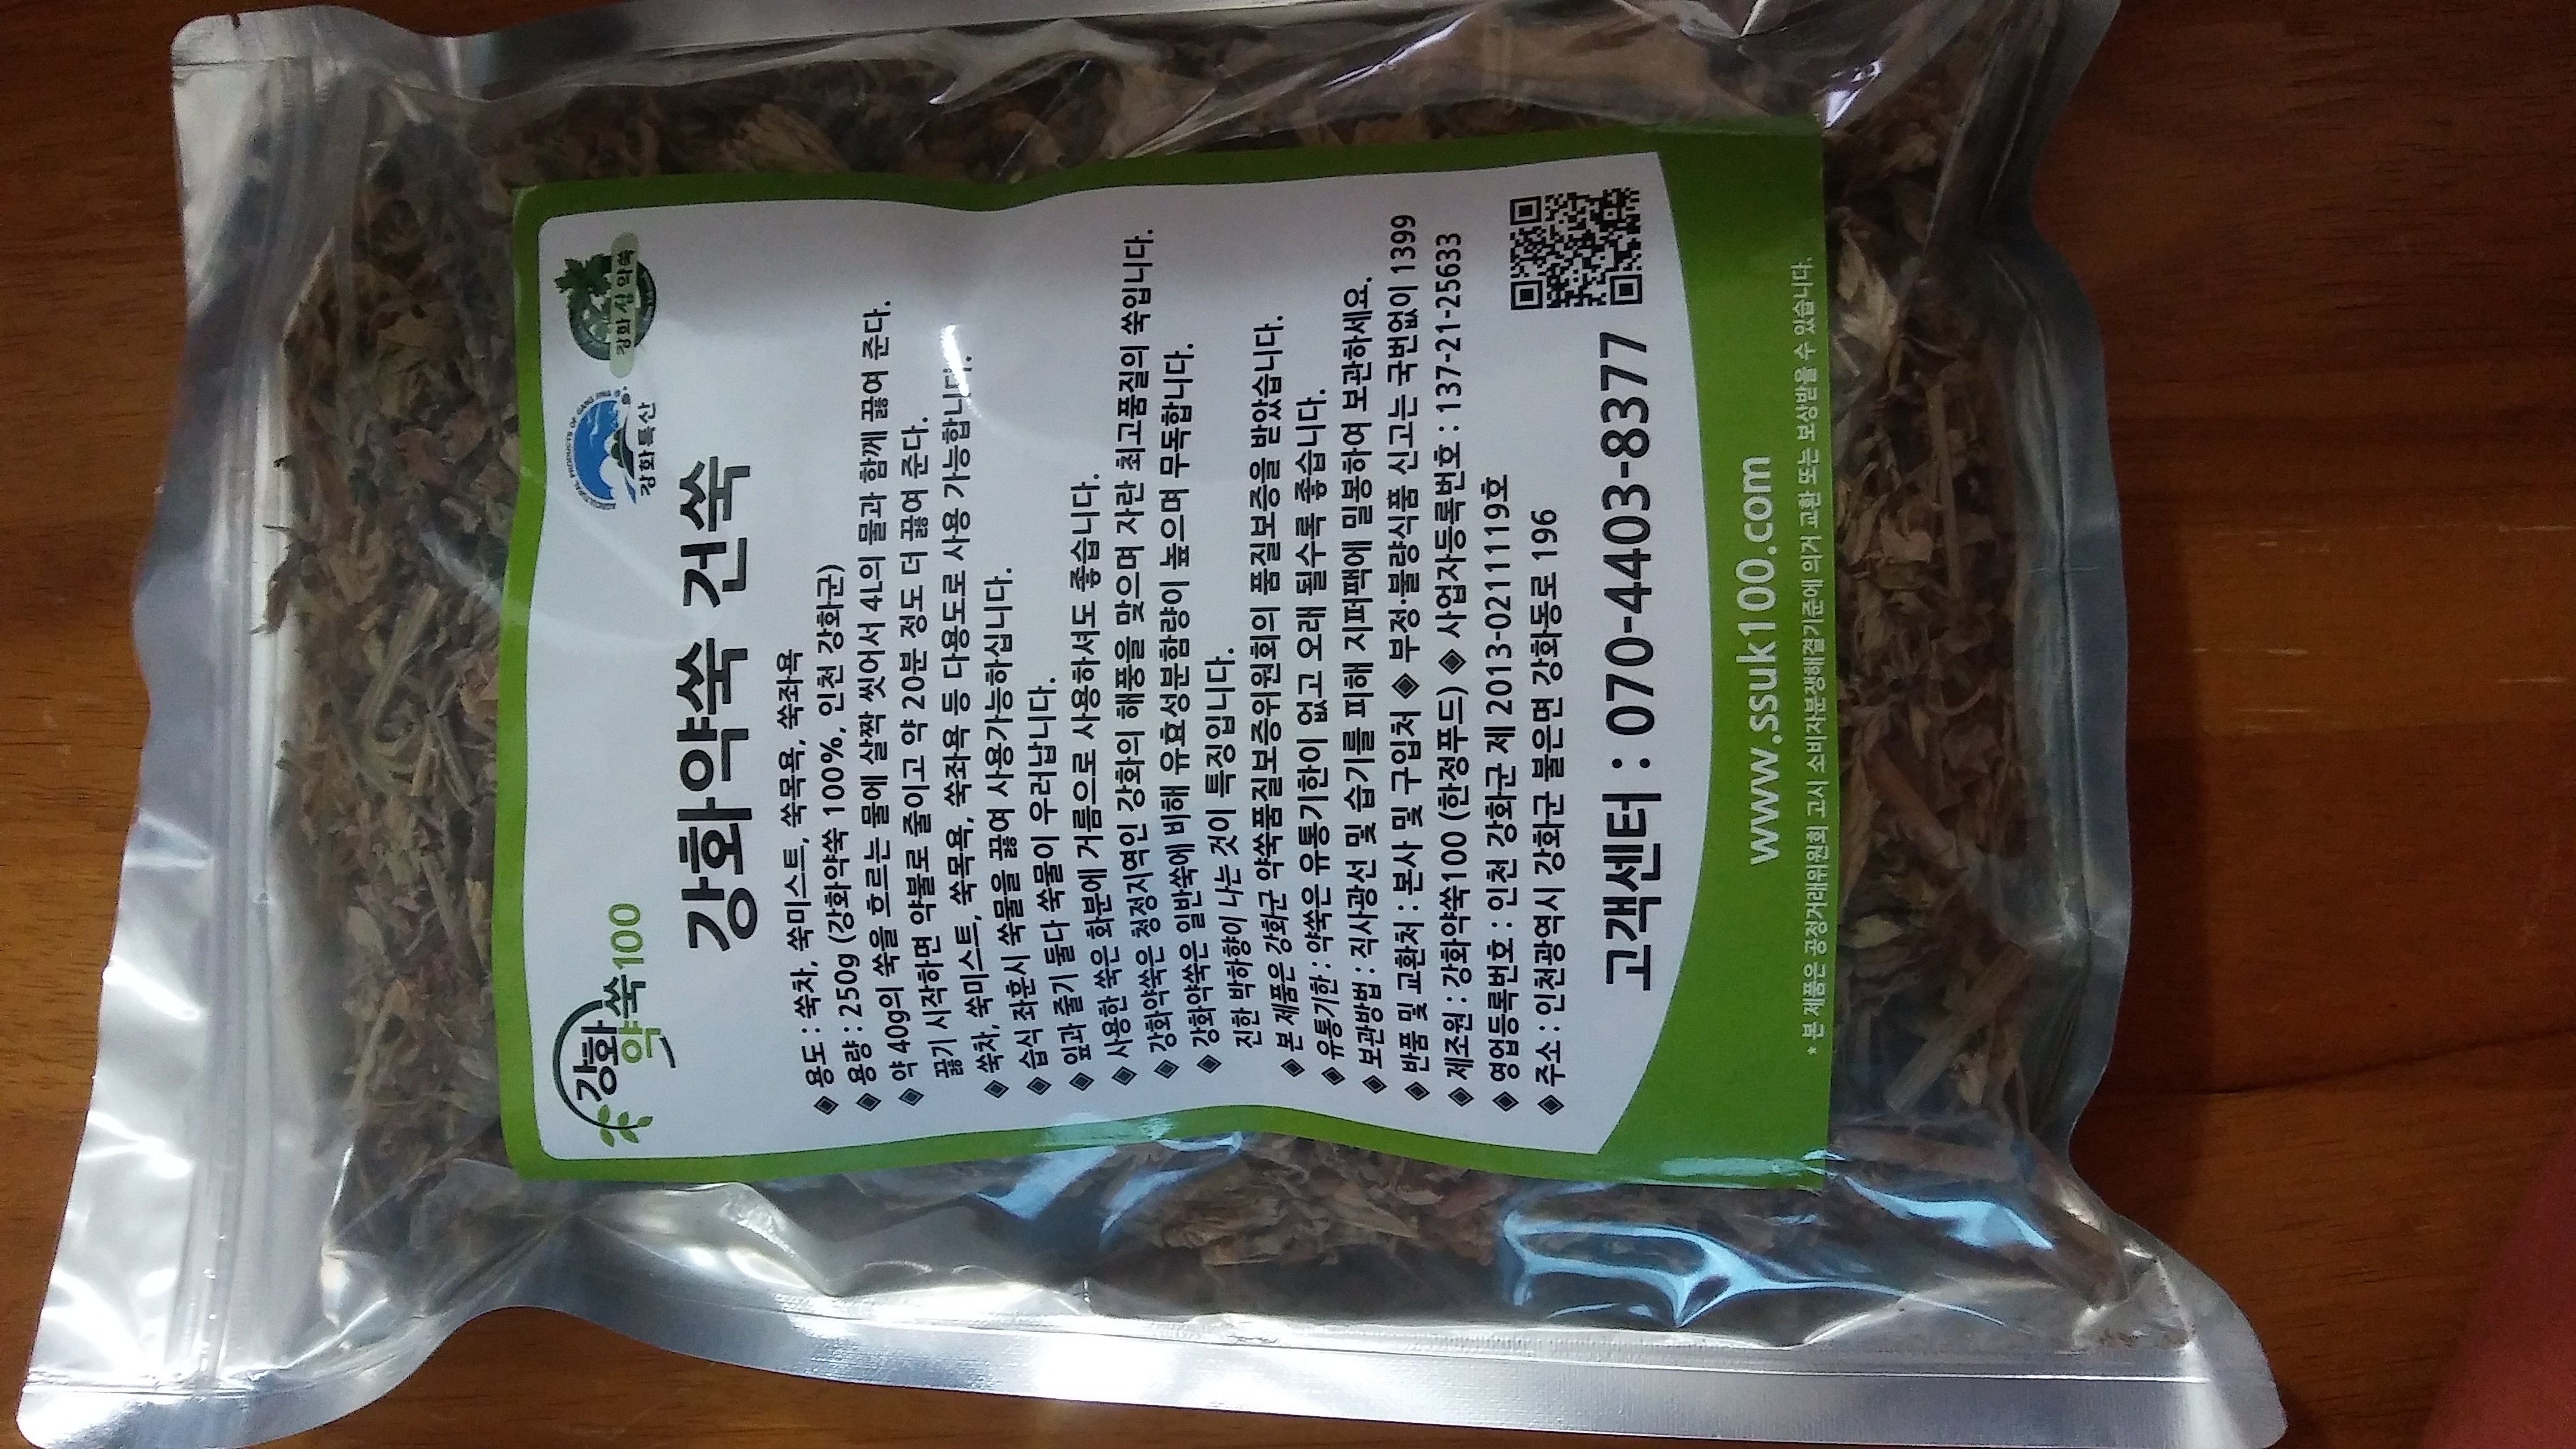 강화
약쑥100
AGRICULTURAL PRODUCTS OF GANG HWA
강화특산
강화섬약쑥
강화약쑥 건쑥
◈ 용도 : 쑥차, 쑥미스트, 쑥목욕, 쑥좌욕
◈ 용량 : 250g (강화약쑥 100%, 인천 강화군)
◈ 약 40g의 쑥을 흐르는 물에 살짝 씻어서 4L의 물과 함께 끓여 준다.
끓기 시작하면 약불로 줄이고 약 20분 정도 더 끓여 준다.
◈ 쑥차, 쑥미스트, 쑥목욕, 쑥좌욕 등 다용도로 사용 가능합니다.
◈ 습식 좌훈시 쑥물을 끓여 사용가능하십니다.
◈ 잎과 줄기 둘다 쑥물이 우러납니다.
◈ 사용한 쑥은 화분에 거름으로 사용하셔도 좋습니다.
◈ 강화약쑥은 청정지역인 강화의 해풍을 맞으며 자란 최고품질의 쑥입니다.
◈ 강화약쑥은 일반쑥에 비해 유효성분함량이 높으며 무독합니다.
진한 박하향이 나는 것이 특징입니다.
◈ 본 제품은 강화군 약쑥품질보증위원회의 품질보증을 받았습니다.
◈ 유통기한 : 약쑥은 유통기한이 없고 오래 될수록 좋습니다.
◈ 보관방법 : 직사광선 및 습기를 피해 지퍼팩에 밀봉하여 보관하세요.
◈ 반품 및 교환처 : 본사 및 구입처 ◈ 부정·불량식품 신고는 국번없이 1399
◈ 제조원 : 강화약쑥100 (한정푸드) ◈ 사업자등록번호 : 137-21-25633
◈ 영업등록번호 : 인천 강화군 제 2013-0211119호
◈ 주소 : 인천광역시 강화군 불은면 강화동로 196
고객센터 : 070-4403-8377
www.ssuk100.com
* 본 제품은 공정거래위원회 고시 소비자분쟁해결기준에 의거 교환 또는 보상받을 수 있습니다.